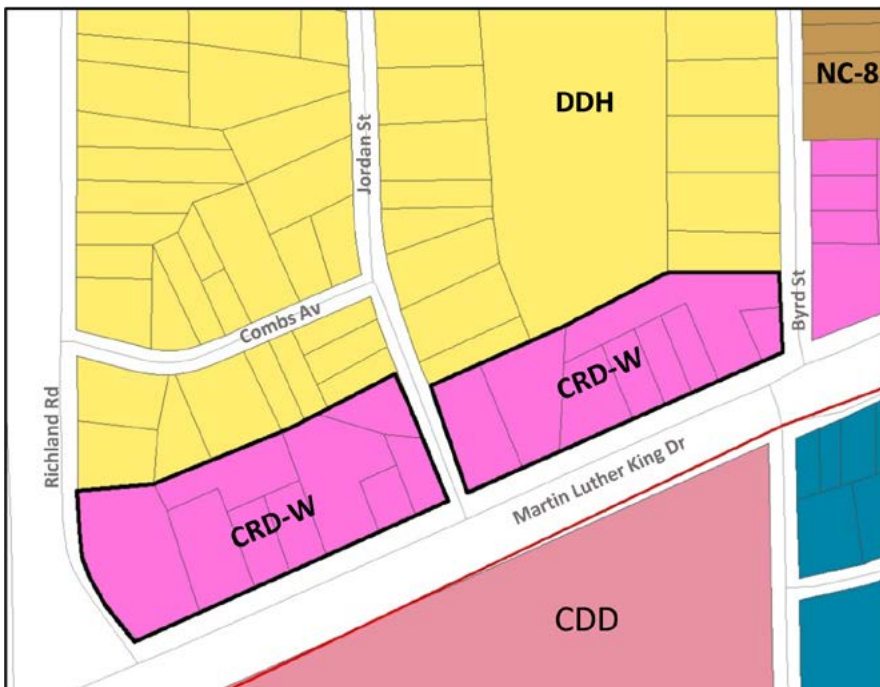 NC-8
DDH
Jordan St
Combs Av
Byrd St
CRD-W
Richland Rd
CRD-W
Martin Luther King Dr
CDD